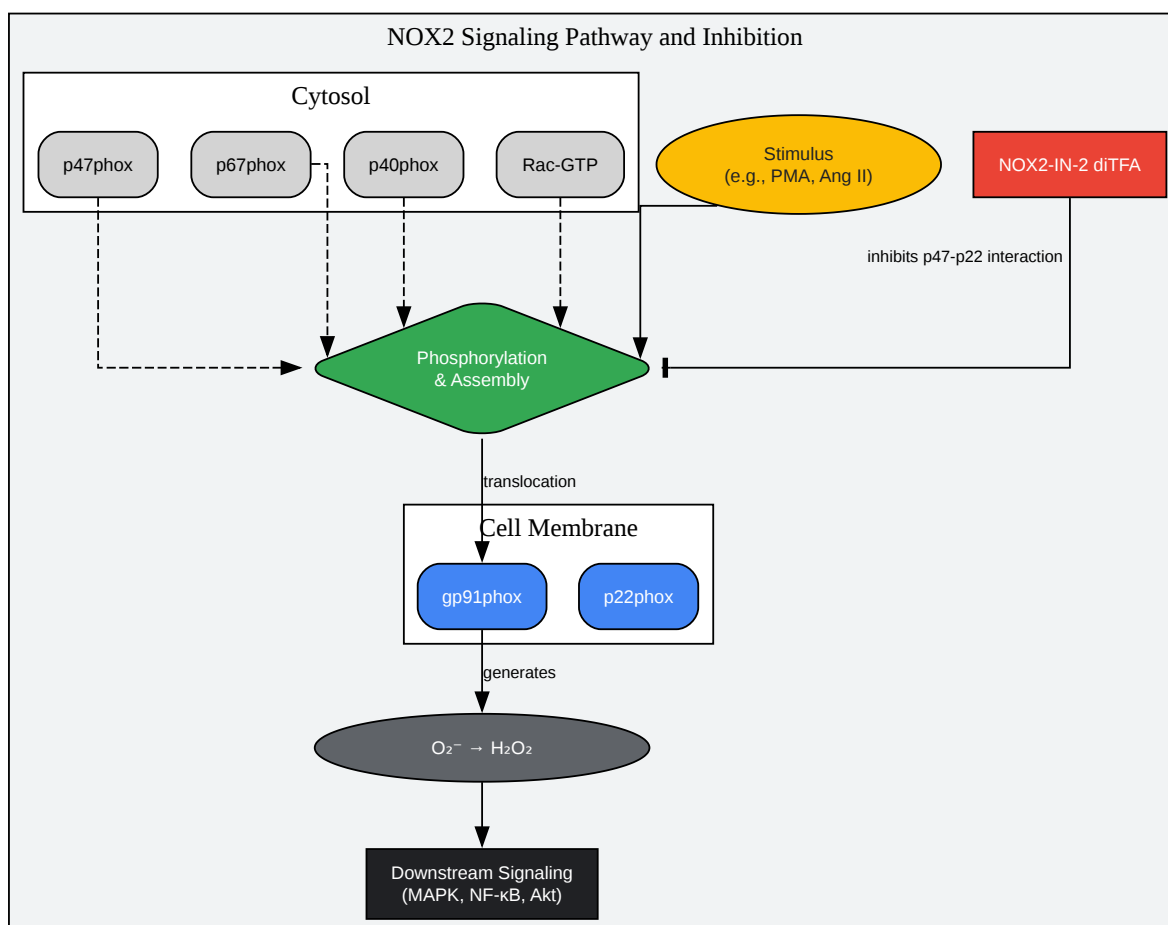 NOX2 Signaling Pathway and Inhibition
Cytosol
p47phox
p67phox
p40phox
Rac-GTP
Stimulus
(e.g., PMA, Ang II)
NOX2-IN-2 diTFA
inhibits p47-p22 interaction
Phosphorylation
& Assembly
translocation
Cell Membrane
gp91phox
p22phox
generates
O₂⁻ → H₂O₂
Downstream Signaling
(MAPK, NF-κB, Akt)